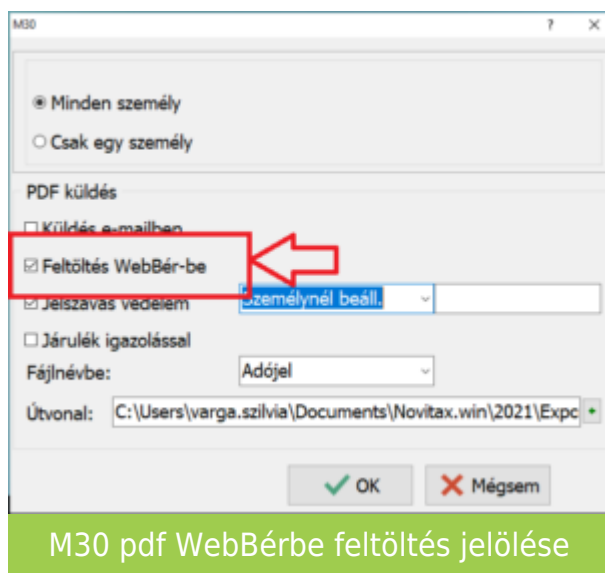 M30 ? ×
Minden személy
Csak egy személy
PDF küldés
Küldés e-mailben
Feltöltés WebBér-be
Jelszavas védelem Személynél beáll.
Járulék igazolással
Fájlnévbe: Adójel
Útvonal: C:\Users\varga.szilvia\Documents\Novitax.win\2021\Expo
OK Mégsem
M30 pdf WebBérbe feltöltés jelölése